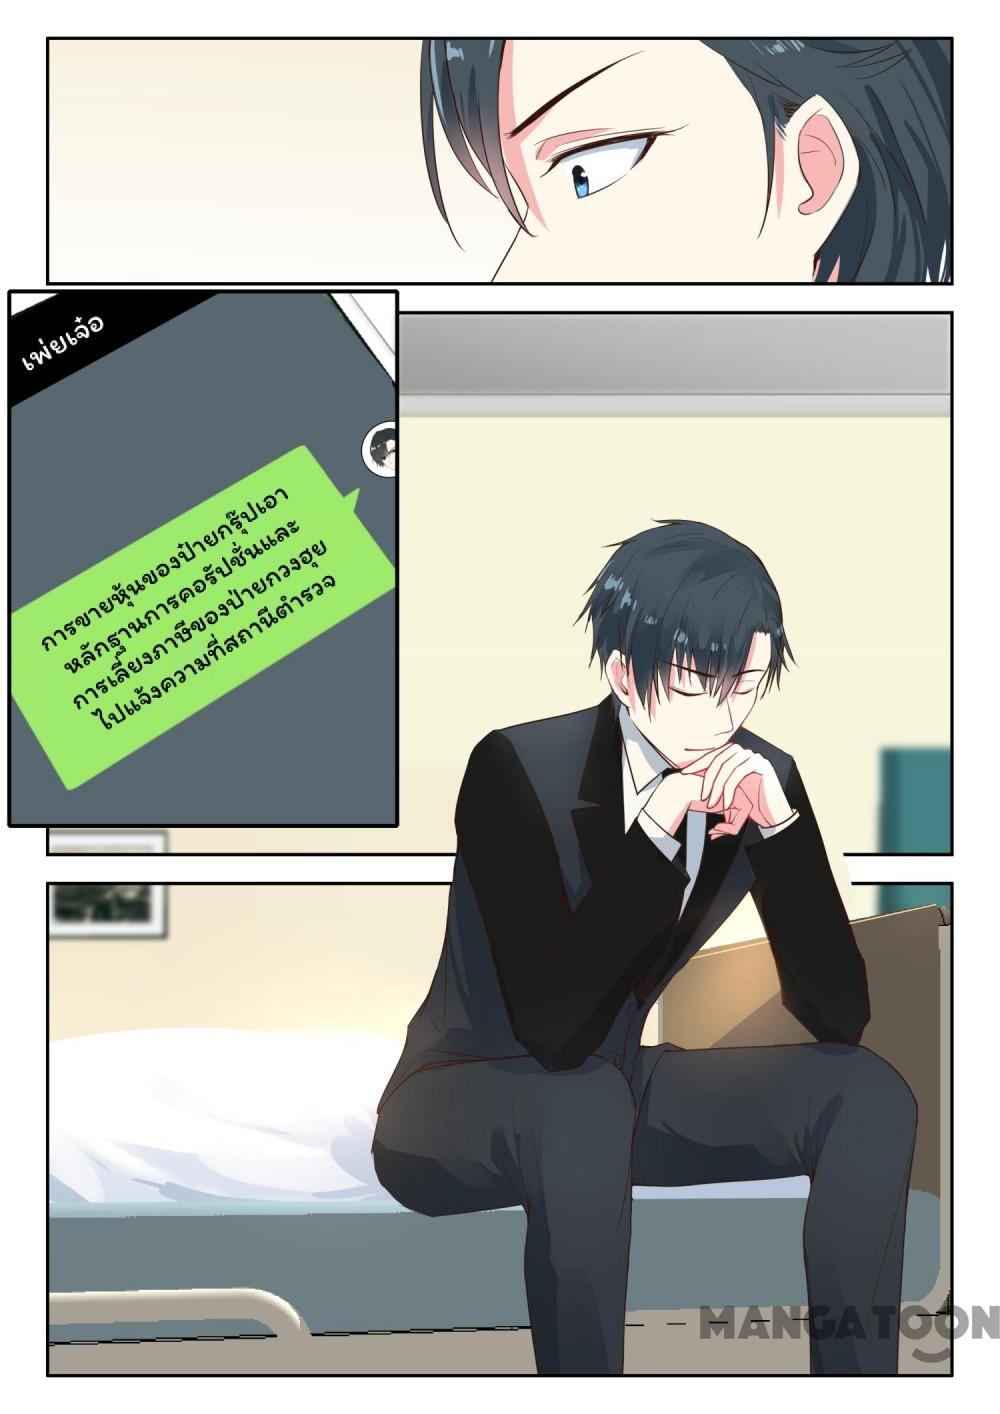 เพ่ยเจ๋อ
การขายหุ้นของป๋ายกรุ๊ปเอา
หลักฐานการคอรัปชั่นและ
การเลี่ยงภาษีของป๋ายกวงฮุย
ไปแจ้งความที่สถานีตำรวจ
MANGATOON